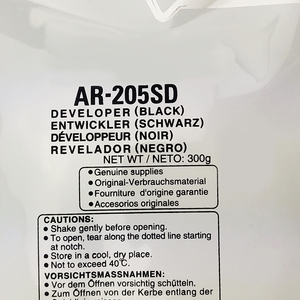 AR-205SD
DEVELOPER (BLACK)
ENTWICKLER (SCHWARZ)
DÉVELOPPEUR (NOIR)
REVELADOR (NEGRO)
NET WT / NETO: 300g
● Genuine supplies
● Original-Verbrauchsmaterial
● Fourniture d'origine garantie
● Accesorios originales
CAUTIONS:
● Shake gently before opening.
● To open, tear along the dotted line starting
at notch.
● Store in a cool, dry place.
● Not to exceed 40˚C.
VORSICHTSMASSNAHMEN:
● Vor dem Öffnen vorsichtig schütteln.
● Zum Öffnen von der Kerbe entlang der